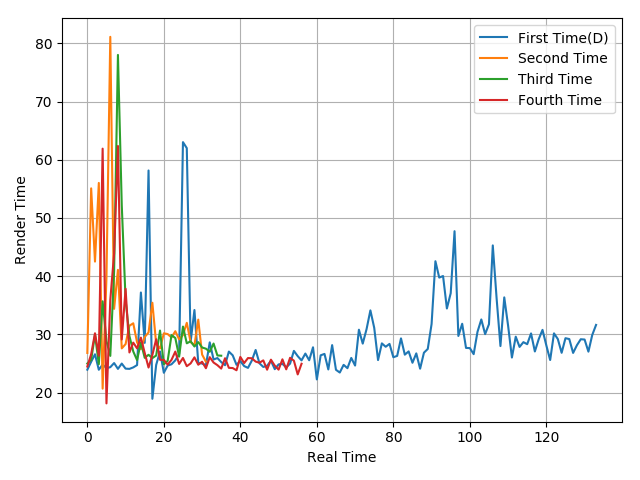 First Time(D)
Second Time
Third Time
Fourth Time
80
70
60
50
40
30
20
Render Time
0 20 40 60 80 100 120
Real Time